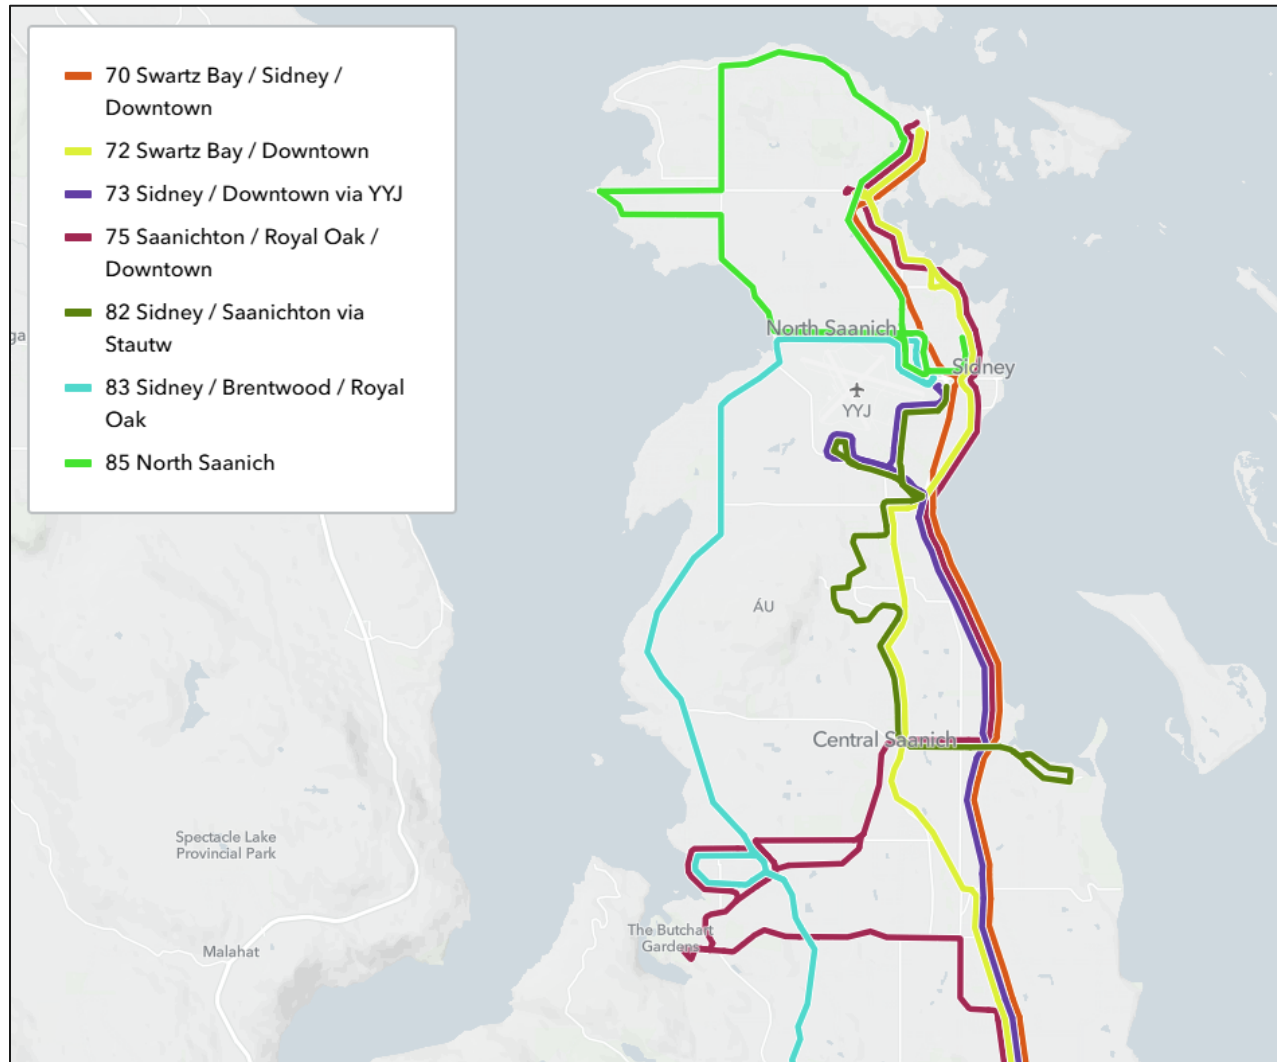 70 Swartz Bay / Sidney /
Downtown
72 Swartz Bay / Downtown
73 Sidney / Downtown via YYJ
75 Saanichton / Royal Oak /
Downtown
82 Sidney / Saanichton via
Stautw
83 Sidney / Brentwood / Royal
Oak
85 North Saanich
ga
North Saanich
Sidney
YYJ
ÁU
Central Saanich
Spectacle Lake
Provincial Park
The Butchart
Gardens
Malahat